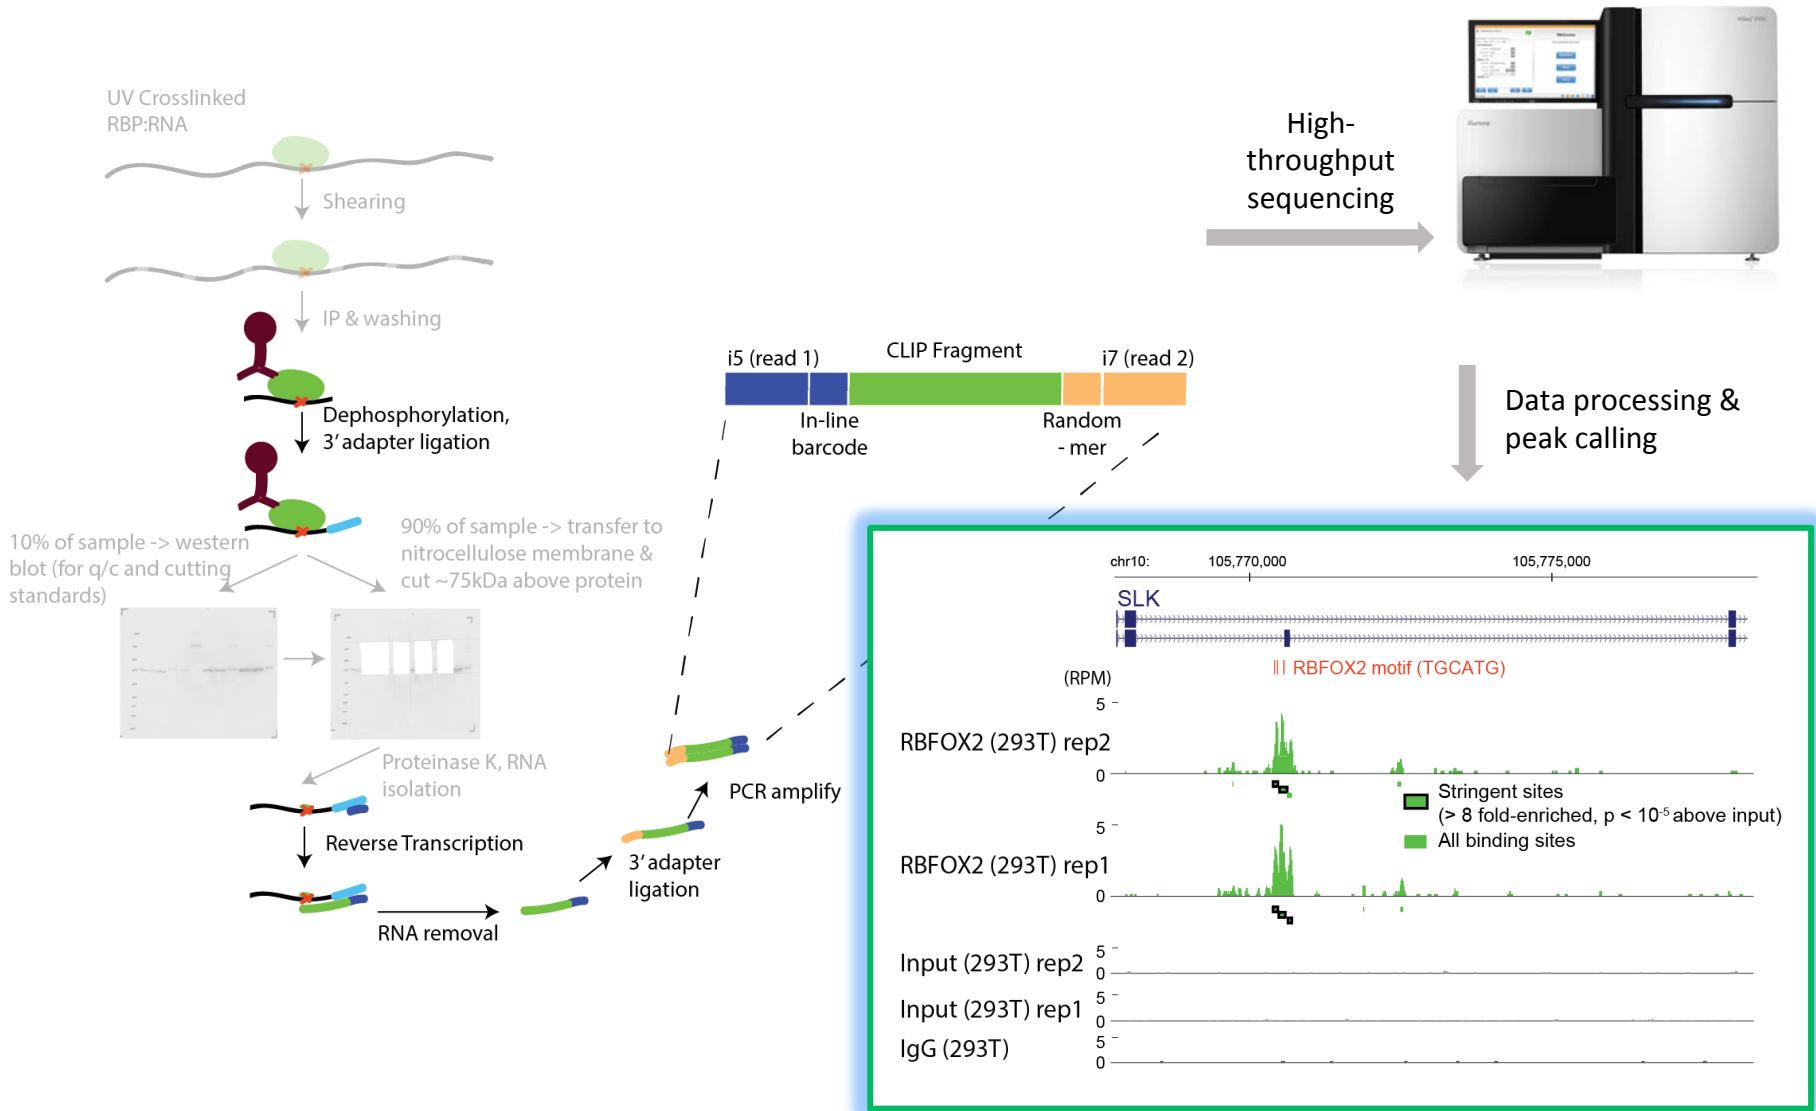 UV Crosslinked
RBP:RNA
Shearing
IP & washing
Dephosphorylation,
3' adapter ligation
10% of sample -> western
blot (for q/c and cutting
standards)
90% of sample -> transfer to
nitrocellulose membrane &
cut ~75kDa above protein
Proteinase K, RNA
isolation
Reverse Transcription
RNA removal
3' adapter
ligation
PCR amplify
i5 (read 1)
CLIP Fragment
i7 (read 2)
In-line
barcode
Random
- mer
High-
throughput
sequencing
Welcome
illumina
Data processing &
peak calling
chr10:
105,770,000
105,775,000
SLK
RBFOX2 motif (TGCATG)
(RPM)
5
RBFOX2 (293T) rep2
0
Stringent sites
(> 8 fold-enriched, p < 10⁻⁵ above input)
All binding sites
5
RBFOX2 (293T) rep1
0
5
Input (293T) rep2
0
5
Input (293T) rep1
0
5
IgG (293T)
0